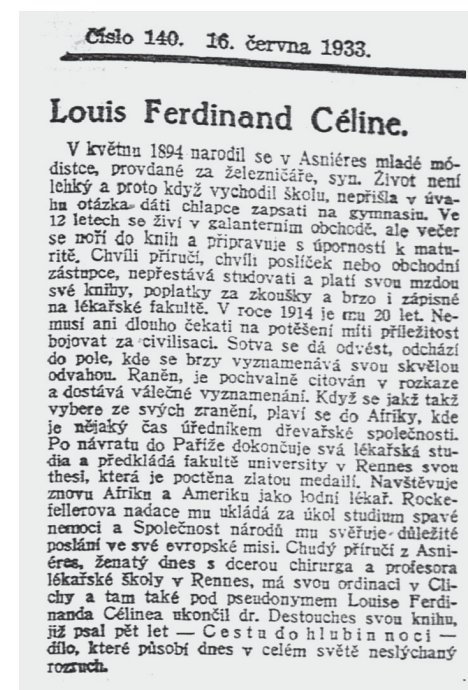 Číslo 140. 16. června 1933.
Louis Ferdinand Céline.
V květnu 1894 narodil se v Asniéres mladé mó-
distce, provdané za železničáře, syn. Život není
lehký a proto když vychodil školu, nepřišla v úva-
hu otázka dáti chlapce zapsati na gymnasiu. Ve
12 letech se živí v galanterním obchodě, ale večer
se noří do knih a připravuje s úporností k matu-
ritě. Chvíli příručí, chvíli poslíček nebo obchodní
zástupce, nepřestává studovati a platí svou mzdou
své knihy, poplatky za zkoušky a brzo i zápisné
na lékařské fakultě. V roce 1914 je mu 20 let. Ne-
musí ani dlouho čekati na potěšení míti příležitost
bojovat za civilisaci. Sotva se dá odvést, odchází
do pole, kde se brzy vyznamenává svou skvělou
odvahou. Raněn, je pochvalně citován v rozkaze
a dostává válečné vyznamenání. Když se jakž takž
vybere ze svých zranění, plaví se do Afriky, kde
je nějaký čas úředníkem dřevařské společnosti.
Po návratu do Paříže dokončuje svá lékařská stu-
dia a předkládá fakultě university v Rennes svou
thesi, která je poctěna zlatou medailí. Navštěvuje
znovu Afriku a Ameriku jako lodní lékař. Rocke-
fellerova nadace mu ukládá za úkol studium spavé
nemoci a Společnost národů mu svěřuje důležité
poslání ve své evropské misi. Chudý příručí z Asni-
éres, ženatý dnes s dcerou chirurga a profesora
lékařské školy v Rennes, má svou ordinaci v Cli-
chy a tam také pod pseudonymem Louise Ferdi-
nanda Célinea ukončil dr. Destouches svou knihu,
již psal pět let — Cestu do hlubin noci —
dílo, které působí dnes v celém světě neslýchaný
rozruch.